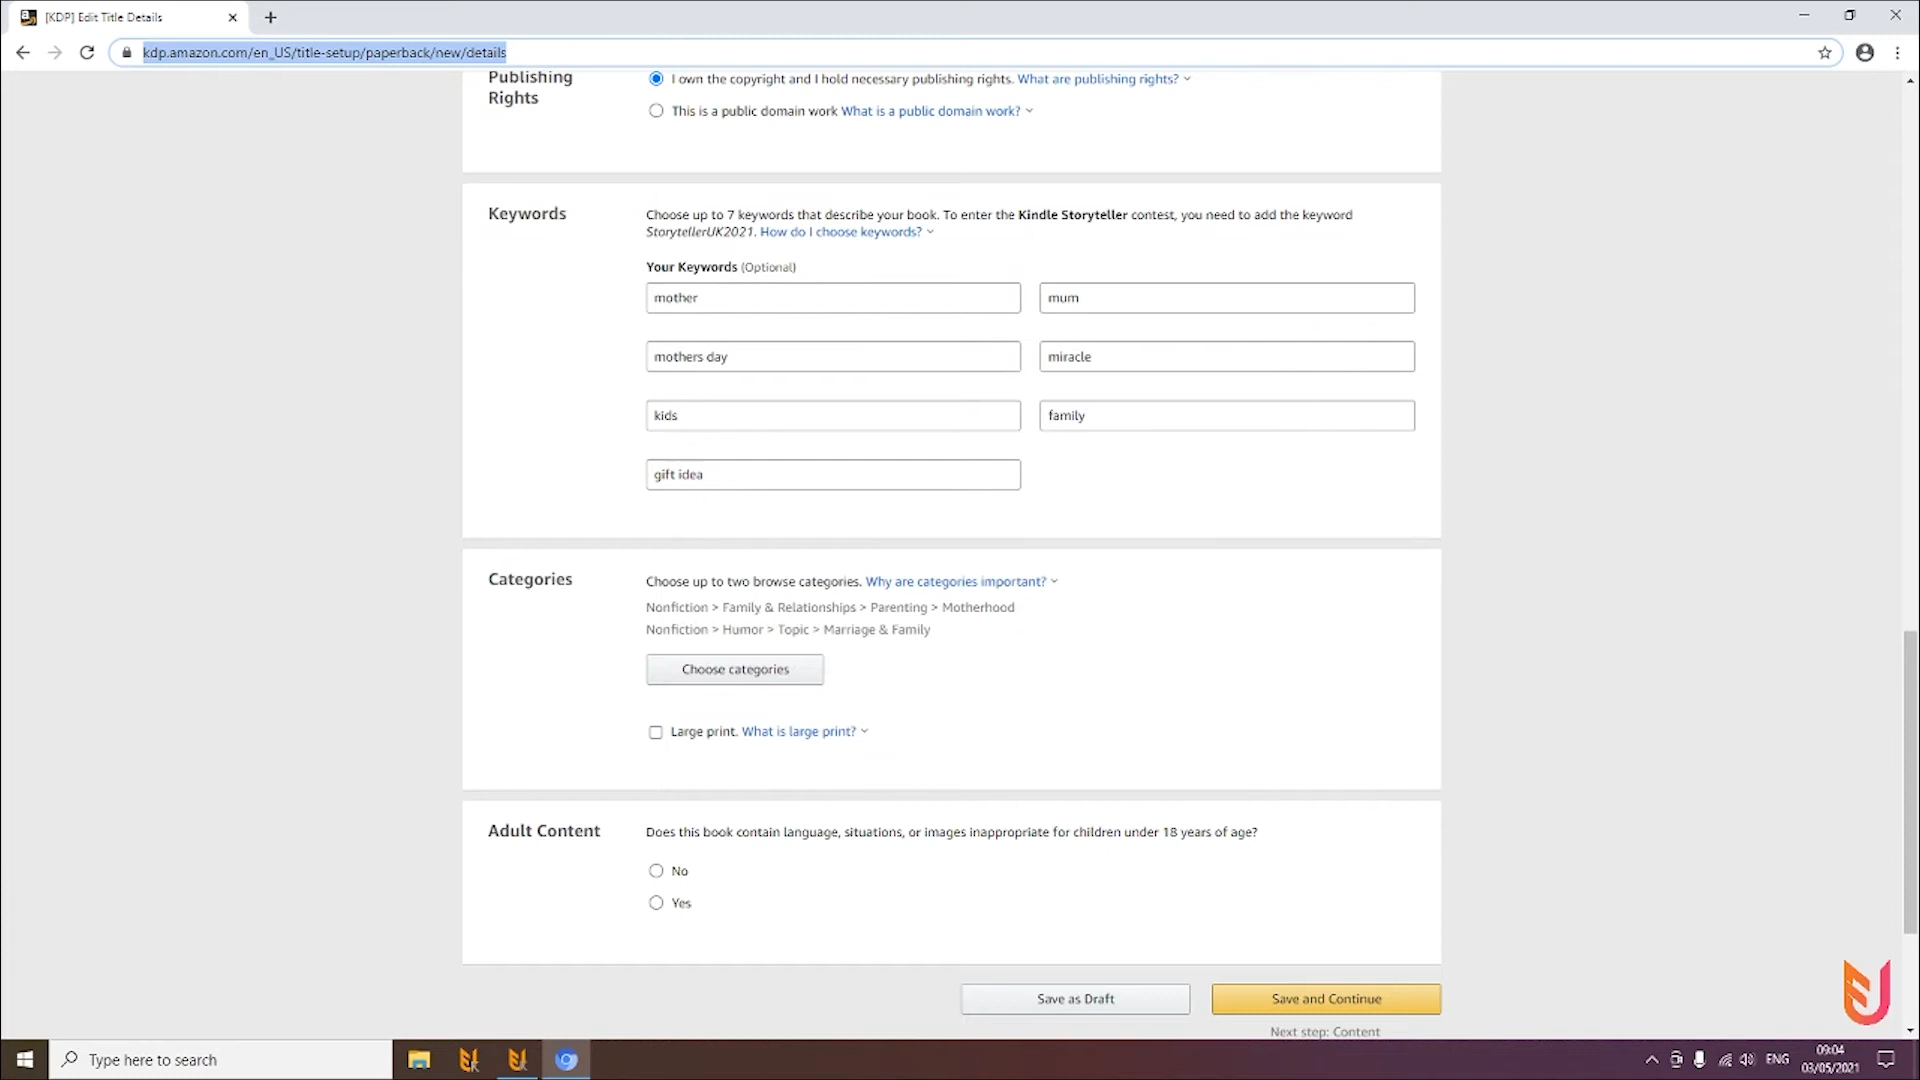 [KDP] Edit Title Details
kdp.amazon.com/en_US/title-setup/paperback/new/details
Publishing
Rights
I own the copyright and I hold necessary publishing rights. What are publishing rights?
This is a public domain work What is a public domain work?
Keywords
Choose up to 7 keywords that describe your book. To enter the Kindle Storyteller contest, you need to add the keyword
StorytellerUK2021. How do I choose keywords?
Your Keywords (Optional)
mother
mum
mothers day
miracle
kids
family
gift idea
Categories
Choose up to two browse categories. Why are categories important?
Nonfiction > Family & Relationships > Parenting > Motherhood
Nonfiction > Humor > Topic > Marriage & Family
Choose categories
Large print. What is large print?
Adult Content
Does this book contain language, situations, or images inappropriate for children under 18 years of age?
No
Yes
Save as Draft
Save and Continue
Next step: Content
Type here to search
ENG
09:04
03/05/2021